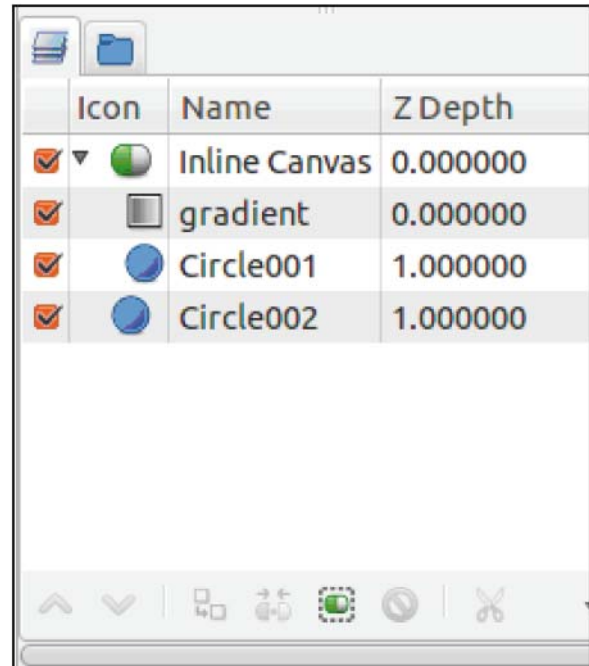 Icon Name Z Depth
Inline Canvas 0.000000
gradient 0.000000
Circle001 1.000000
Circle002 1.000000